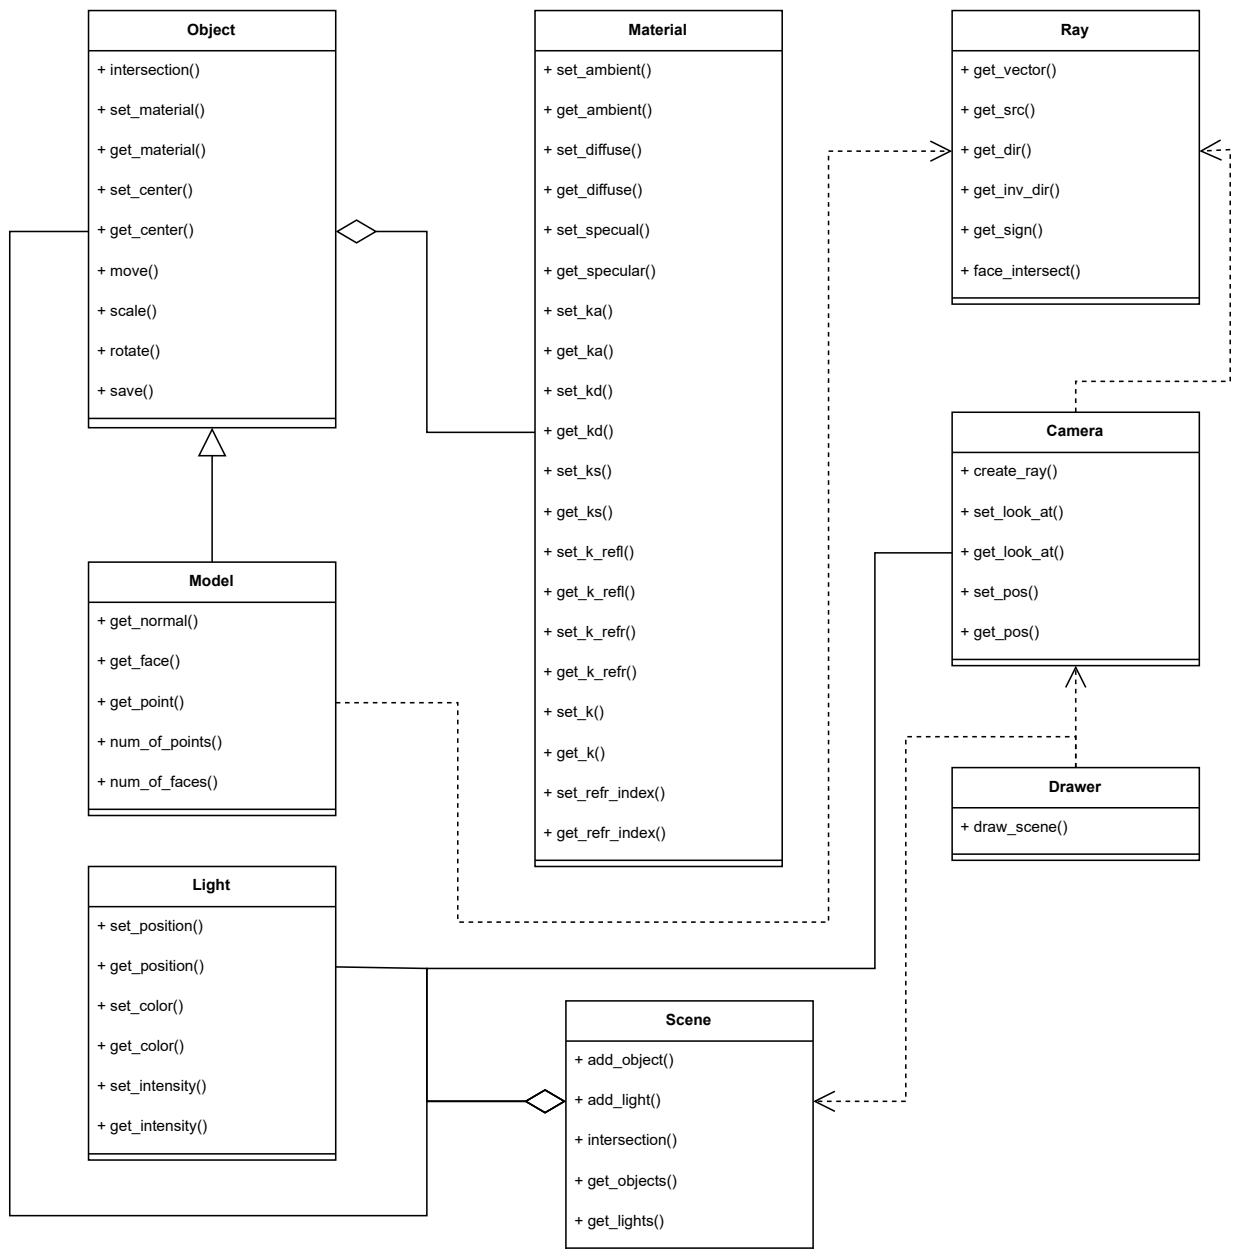 Object
+ intersection()
+ set_material()
+ get_material()
+ set_center()
+ get_center()
+ move()
+ scale()
+ rotate()
+ save()
Material
+ set_ambient()
+ get_ambient()
+ set_diffuse()
+ get_diffuse()
+ set_specual()
+ get_specular()
+ set_ka()
+ get_ka()
+ set_kd()
+ get_kd()
+ set_ks()
+ get_ks()
+ set_k_refl()
+ get_k_refl()
+ set_k_refr()
+ get_k_refr()
+ set_k()
+ get_k()
+ set_refr_index()
+ get_refr_index()
Ray
+ get_vector()
+ get_src()
+ get_dir()
+ get_inv_dir()
+ get_sign()
+ face_intersect()
Camera
+ create_ray()
+ set_look_at()
+ get_look_at()
+ set_pos()
+ get_pos()
Model
+ get_normal()
+ get_face()
+ get_point()
+ num_of_points()
+ num_of_faces()
Drawer
+ draw_scene()
Light
+ set_position()
+ get_position()
+ set_color()
+ get_color()
+ set_intensity()
+ get_intensity()
Scene
+ add_object()
+ add_light()
+ intersection()
+ get_objects()
+ get_lights()